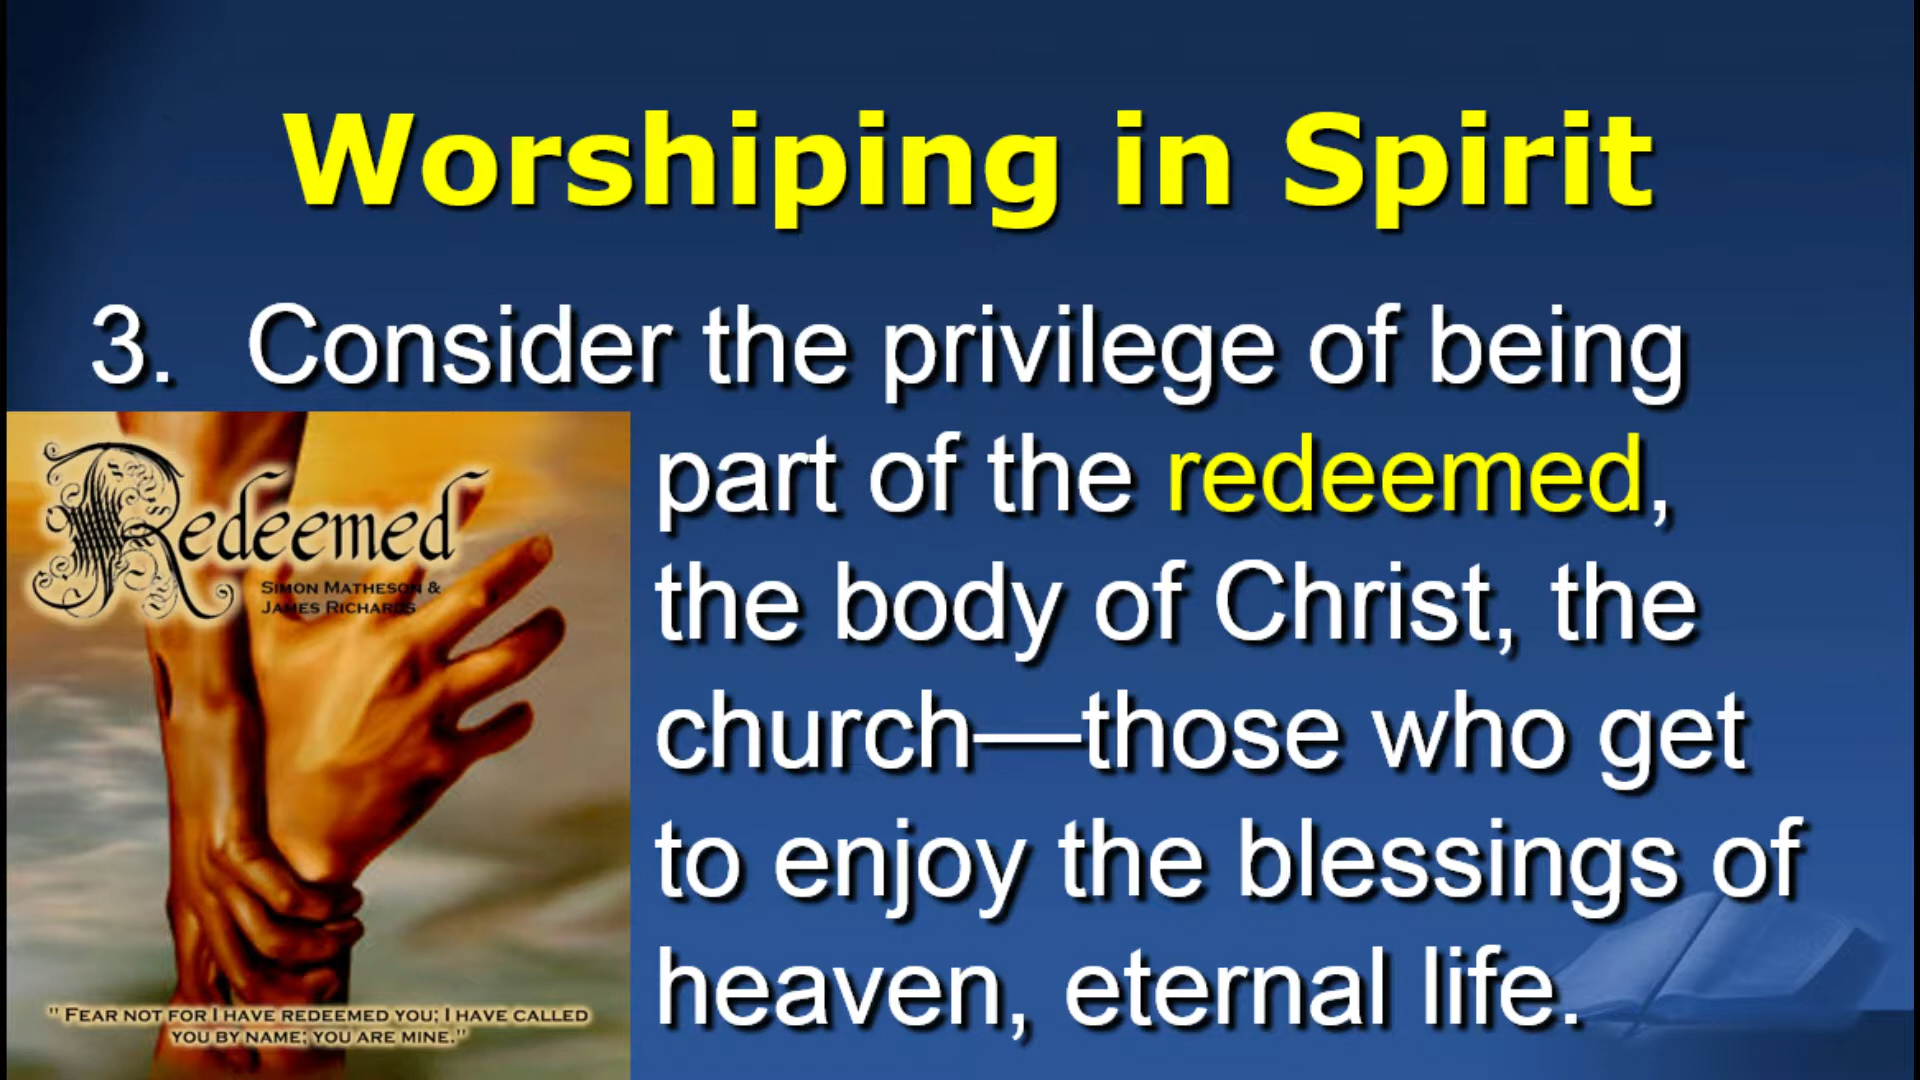 Worshiping in Spirit
3. Consider the privilege of being
part of the redeemed,
the body of Christ, the
church—those who get
to enjoy the blessings of
heaven, eternal life.
Redeemed
Simon Matheson &
James Richards
" Fear not for I have redeemed you; I have called
you by name; you are mine."